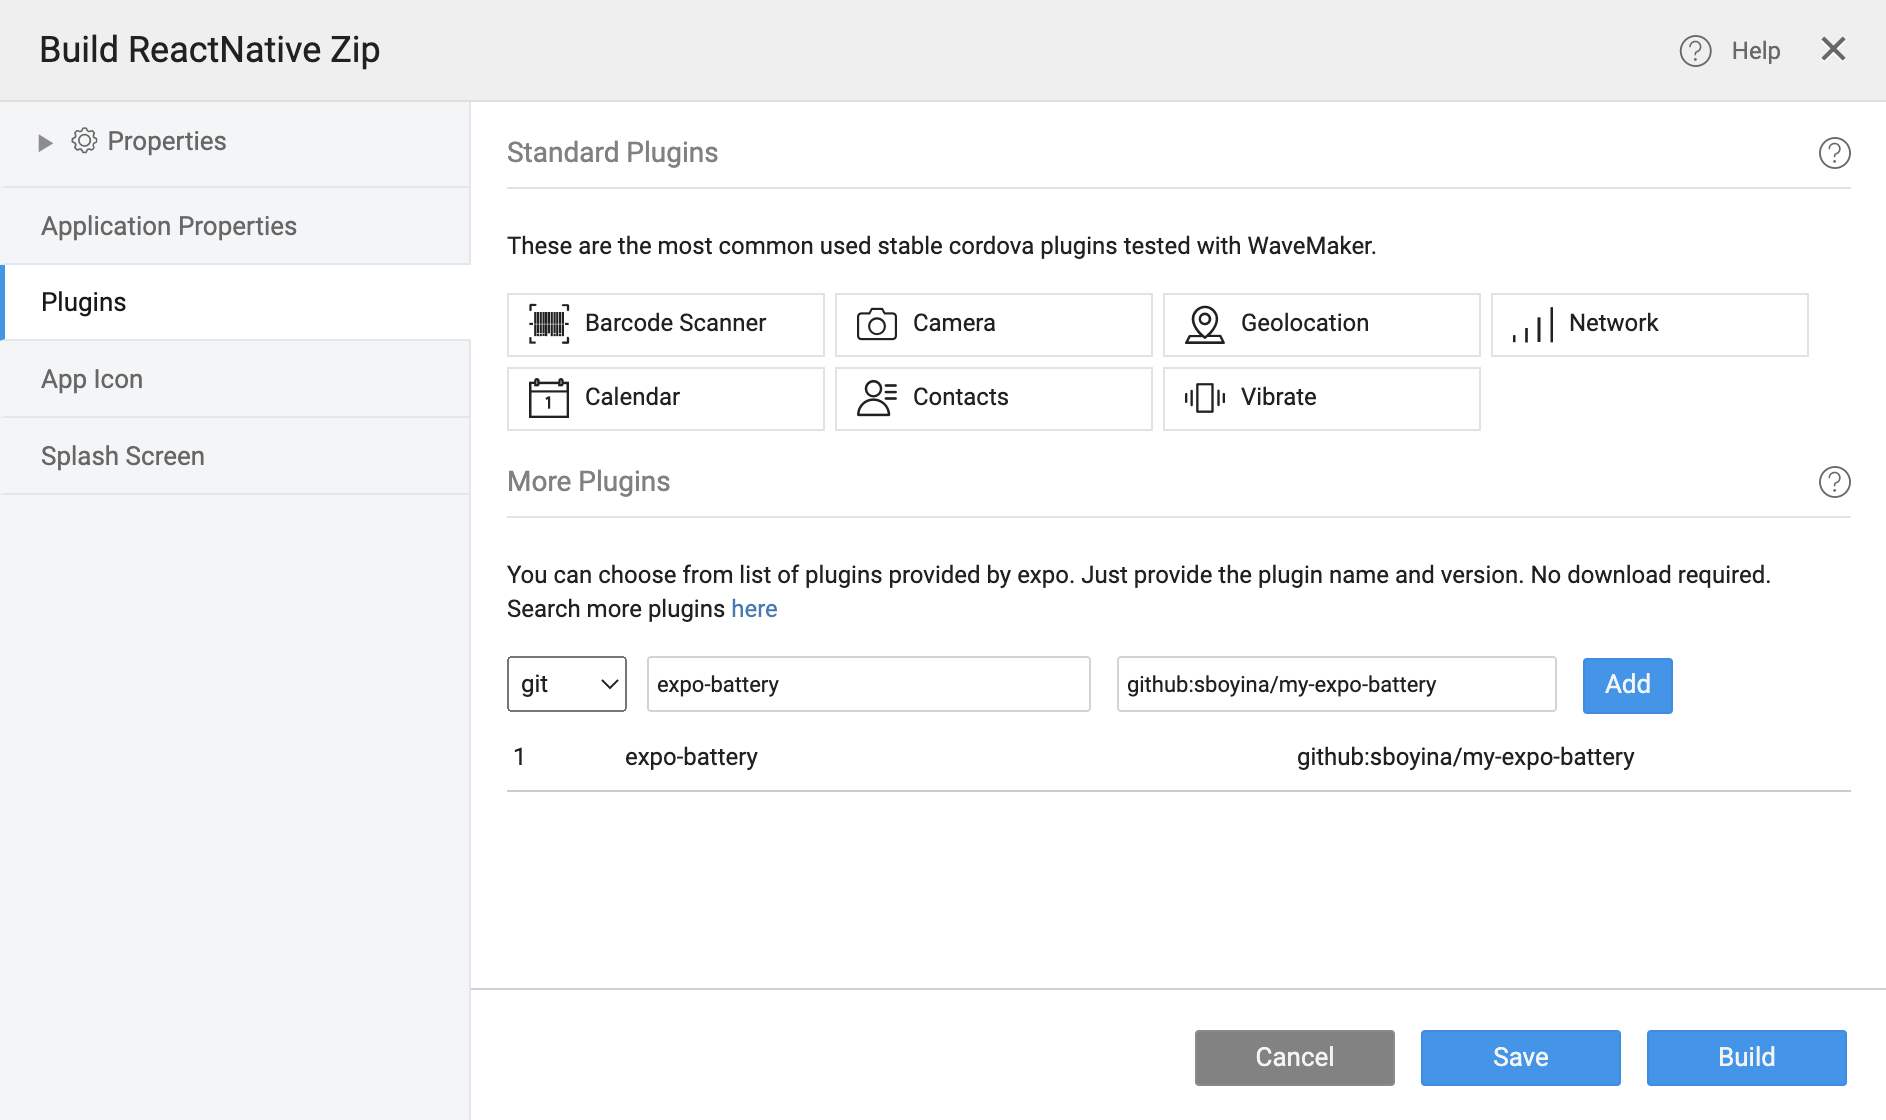 Build ReactNative Zip
? Help
Properties
Application Properties
Plugins
App Icon
Splash Screen
Standard Plugins
?
These are the most common used stable cordova plugins tested with WaveMaker.
Barcode Scanner
Camera
Geolocation
Network
1
Calendar
Contacts
Vibrate
More Plugins
?
You can choose from list of plugins provided by expo. Just provide the plugin name and version. No download required.
Search more plugins here
git
expo-battery
github:sboyina/my-expo-battery
Add
1 expo-battery github:sboyina/my-expo-battery
Cancel
Save
Build